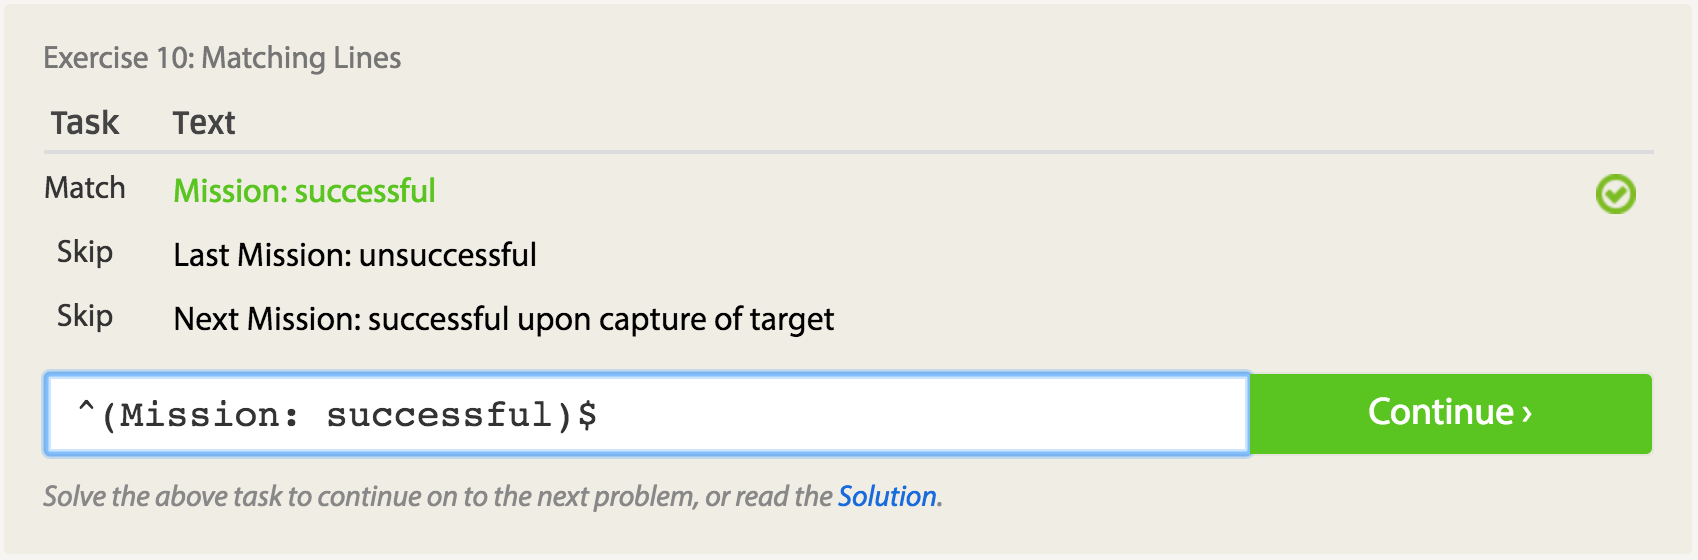 Exercise 10: Matching Lines
Task Text
Match Mission: successful
Skip Last Mission: unsuccessful
Skip Next Mission: successful upon capture of target
^(Mission: successful)$ Continue ›
Solve the above task to continue on to the next problem, or read the Solution.